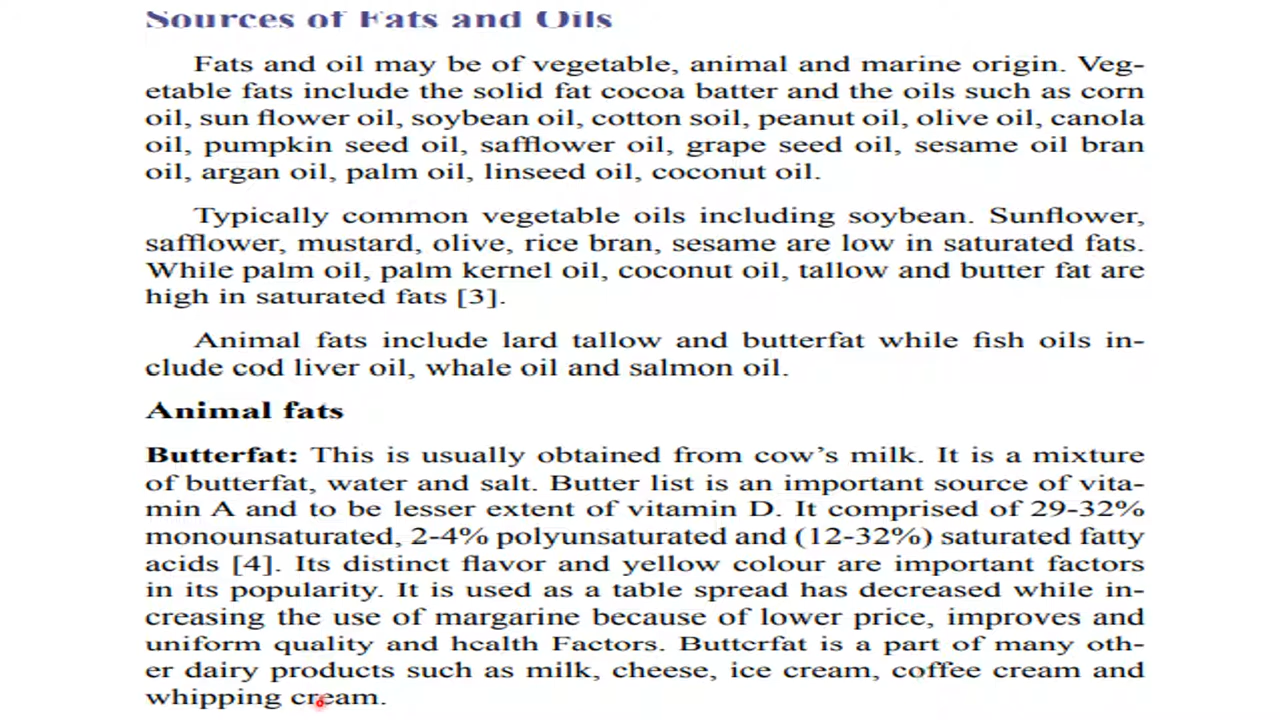 Sources of Fats and Oils
Fats and oil may be of vegetable, animal and marine origin. Veg-
etable fats include the solid fat cocoa batter and the oils such as corn
oil, sun flower oil, soybean oil, cotton soil, peanut oil, olive oil, canola
oil, pumpkin seed oil, safflower oil, grape seed oil, sesame oil bran
oil, argan oil, palm oil, linseed oil, coconut oil.
Typically common vegetable oils including soybean. Sunflower,
safflower, mustard, olive, rice bran, sesame are low in saturated fats.
While palm oil, palm kernel oil, coconut oil, tallow and butter fat are
high in saturated fats [3].
Animal fats include lard tallow and butterfat while fish oils in-
clude cod liver oil, whale oil and salmon oil.
Animal fats
Butterfat: This is usually obtained from cow's milk. It is a mixture
of butterfat, water and salt. Butter list is an important source of vita-
min A and to be lesser extent of vitamin D. It comprised of 29-32%
monounsaturated, 2-4% polyunsaturated and (12-32%) saturated fatty
acids [4]. Its distinct flavor and yellow colour are important factors
in its popularity. It is used as a table spread has decreased while in-
creasing the use of margarine because of lower price, improves and
uniform quality and health Factors. Butterfat is a part of many oth-
er dairy products such as milk, cheese, ice cream, coffee cream and
whipping cream.